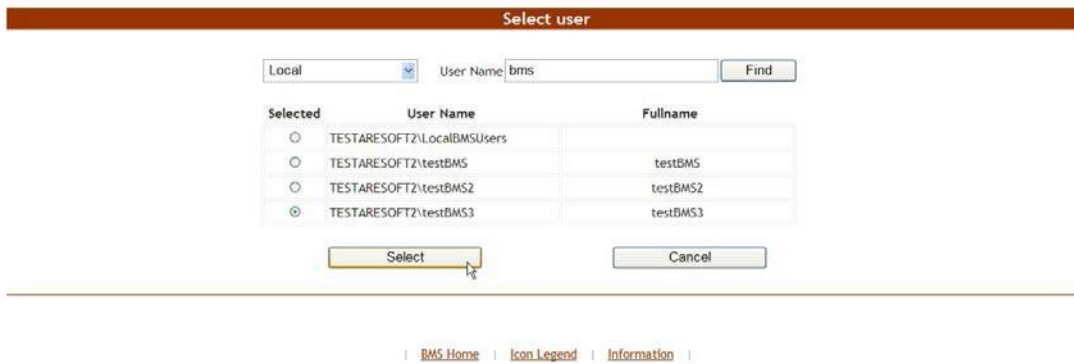 Select user
Local User Name bms Find
Selected User Name Fullname
TESTARESOFT2\LocalBMSUsers
TESTARESOFT2\testBMS testBMS
TESTARESOFT2\testBMS2 testBMS2
TESTARESOFT2\testBMS3 testBMS3
Select Cancel
| BMS Home | Icon Legend | Information |